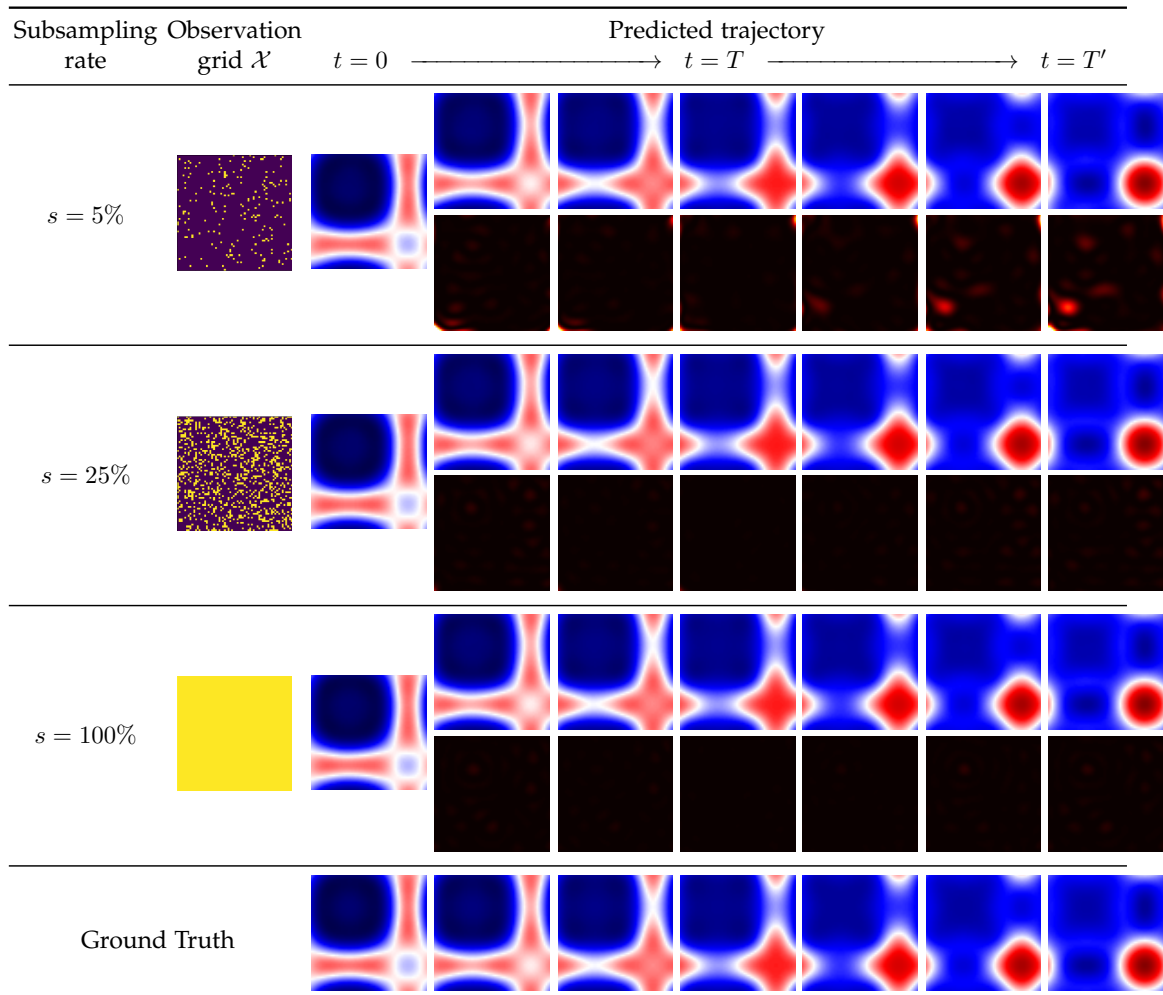 Subsampling Observation Predicted trajectory
rate grid 𝒳 t = 0 ⟶ t = T ⟶ t = T′
s = 5%
s = 25%
s = 100%
Ground Truth